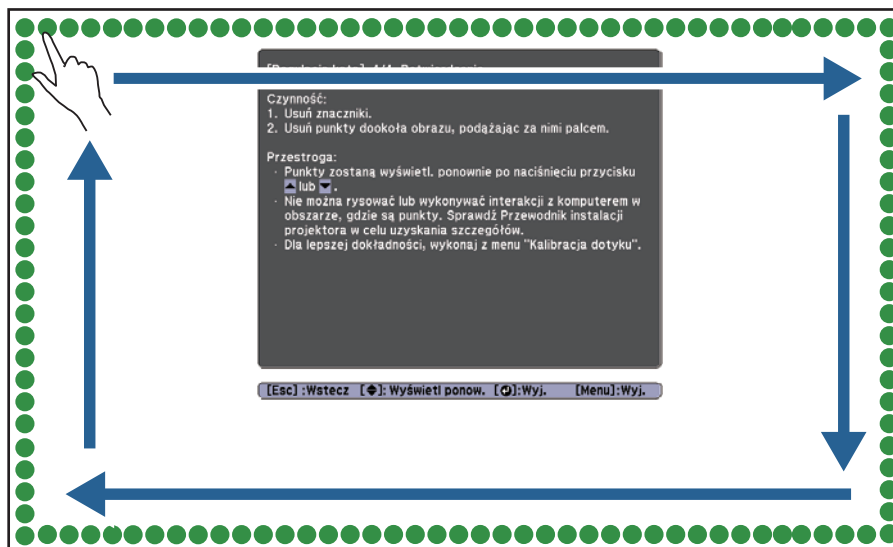 Czynność:
1. Usuń znaczniki.
2. Usuń punkty dookoła obrazu, podążając za nimi palcem.
Przestroga:
· Punkty zostaną wyświetl. ponownie po naciśnięciu przycisku
lub .
· Nie można rysować lub wykonywać interakcji z komputerem w
obszarze, gdzie są punkty. Sprawdź Przewodnik instalacji
projektora w celu uzyskania szczegółów.
· Dla lepszej dokładności, wykonaj z menu "Kalibracja dotyku".
[Esc] :Wstecz [ ]: Wyświetl ponow. [ ]:Wyj. [Menu]:Wyj.